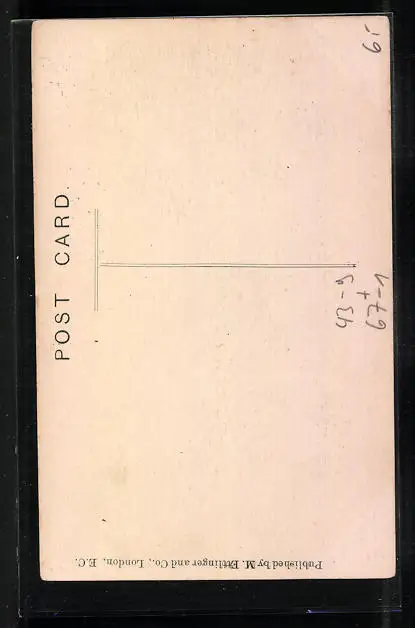 POST CARD.
Published by M. Ettlinger and Co., London, E.C.
6-
43-9
+
67-1